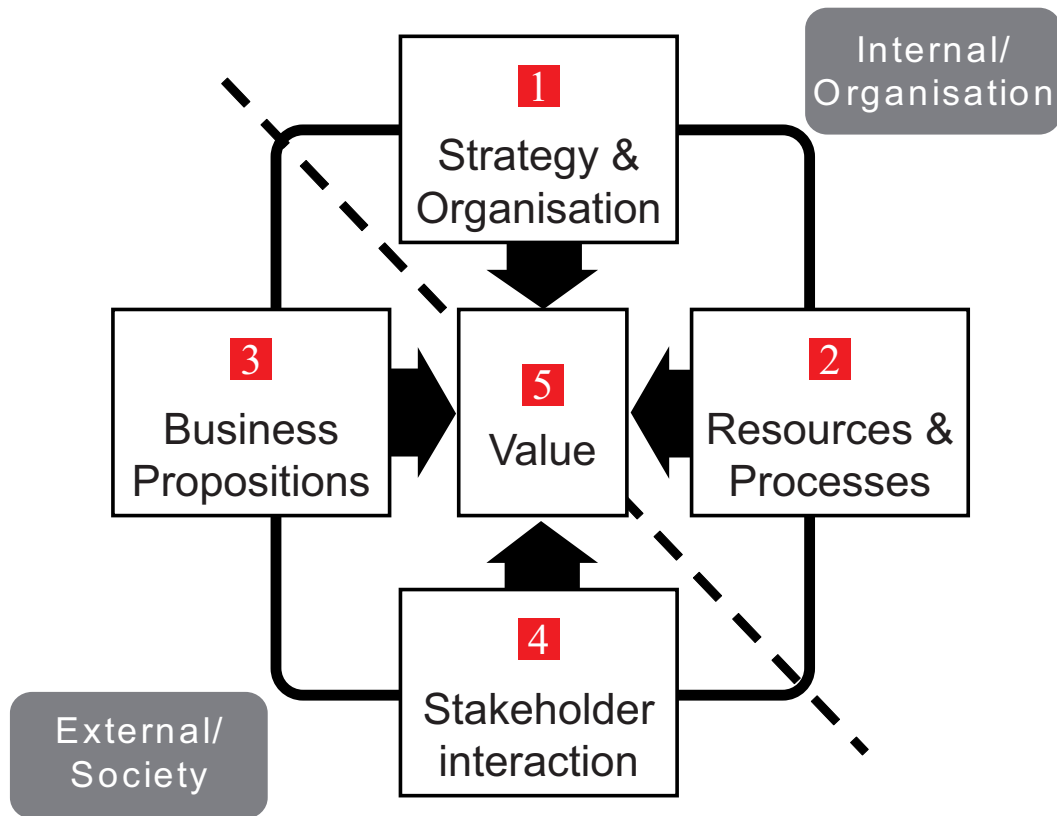 Internal/
Organisation
1
Strategy &
Organisation
3
Business
Propositions
5
Value
2
Resources &
Processes
4
Stakeholder
interaction
External/
Society